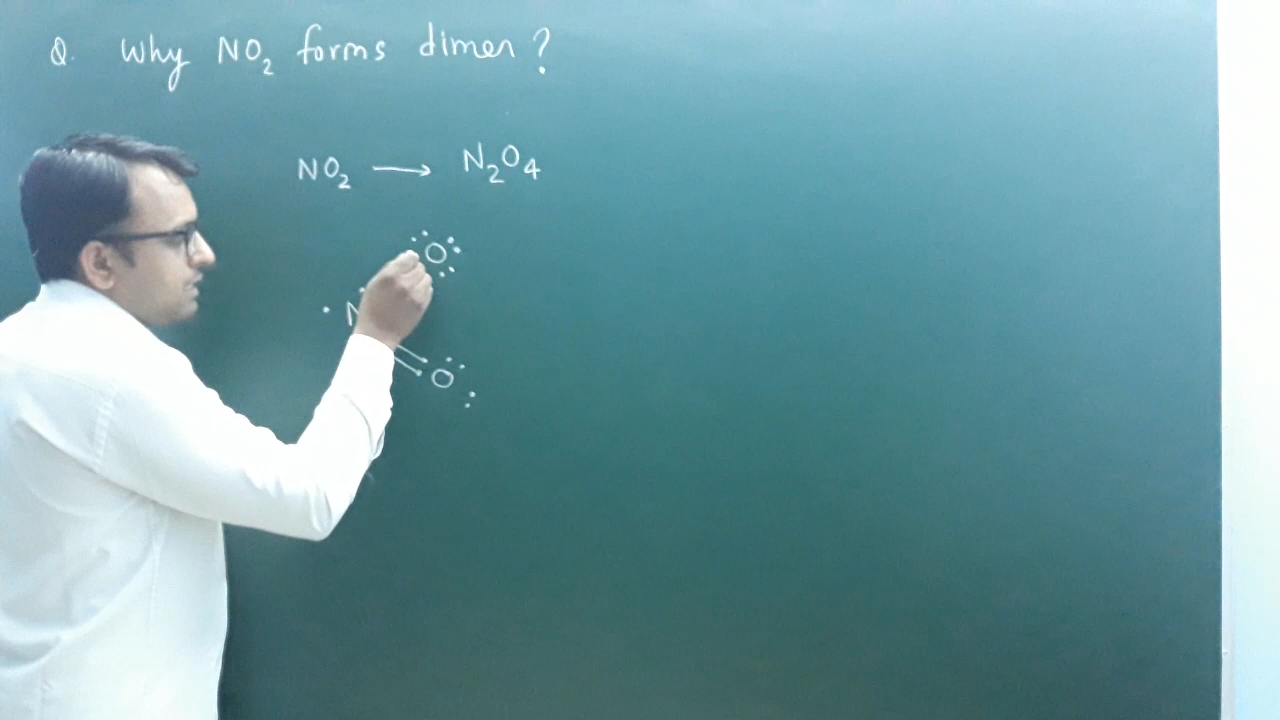 Q. Why NO₂ forms dimer ?
NO₂ → N₂O₄
O
N
O